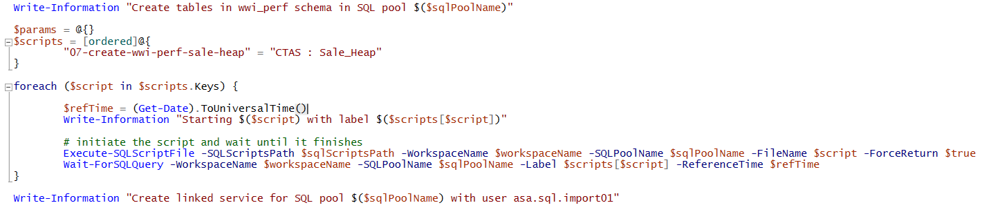 Write-Information "Create tables in wwi_perf schema in SQL pool $($sqlPoolName)"
$params = @{}
$scripts = [ordered]@{
"07-create-wwi-perf-sale-heap" = "CTAS : Sale_Heap"
}
foreach ($script in $scripts.Keys) {
$refTime = (Get-Date).ToUniversalTime()
Write-Information "Starting $($script) with label $($scripts[$script])"
# initiate the script and wait until it finishes
Execute-SQLScriptFile -SQLScriptsPath $sqlScriptsPath -WorkspaceName $workspaceName -SQLPoolName $sqlPoolName -FileName $script -ForceReturn $true
Wait-ForSQLQuery -WorkspaceName $workspaceName -SQLPoolName $sqlPoolName -Label $scripts[$script] -ReferenceTime $refTime
}
Write-Information "Create linked service for SQL pool $($sqlPoolName) with user asa.sql.import01"